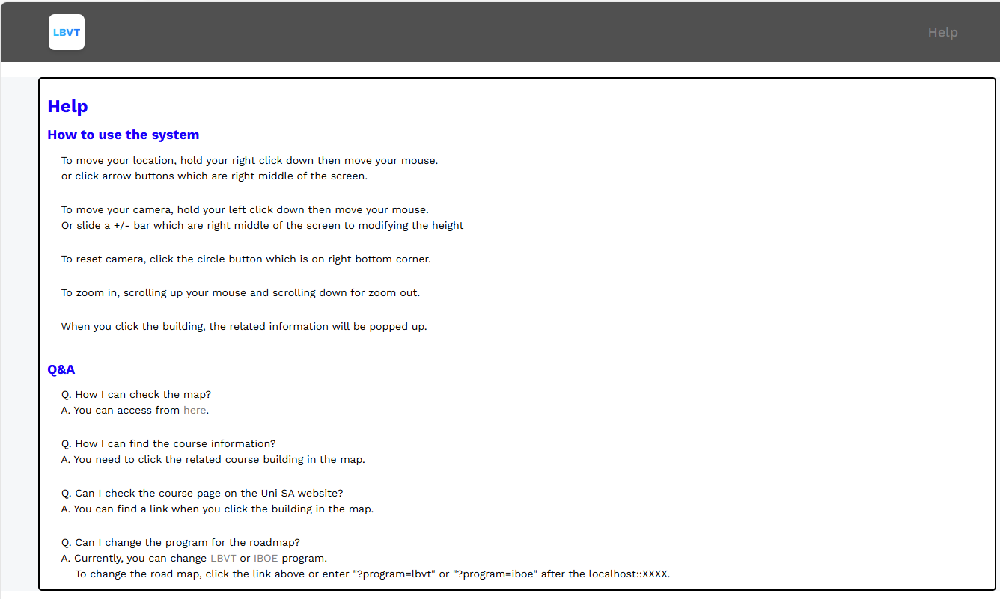 LBVT
Help
Help
How to use the system
To move your location, hold your right click down then move your mouse.
or click arrow buttons which are right middle of the screen.
To move your camera, hold your left click down then move your mouse.
Or slide a +/- bar which are right middle of the screen to modifying the height
To reset camera, click the circle button which is on right bottom corner.
To zoom in, scrolling up your mouse and scrolling down for zoom out.
When you click the building, the related information will be popped up.
Q&A
Q. How I can check the map?
A. You can access from here.
Q. How I can find the course information?
A. You need to click the related course building in the map.
Q. Can I check the course page on the Uni SA website?
A. You can find a link when you click the building in the map.
Q. Can I change the program for the roadmap?
A. Currently, you can change LBVT or IBOE program.
To change the road map, click the link above or enter "?program=lbvt" or "?program=iboe" after the localhost::XXXX.